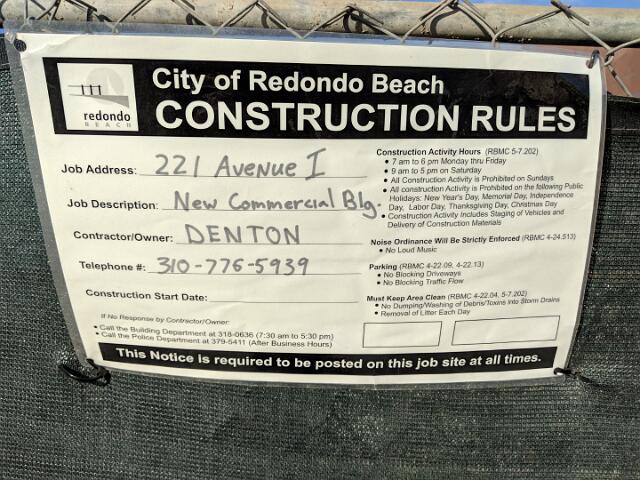 redondo
BEACH
City of Redondo Beach
CONSTRUCTION RULES
Job Address: 221 Avenue I
Job Description: New Commercial Blg.
Contractor/Owner: DENTON
Telephone #: 310-776-5939
Construction Start Date:
If No Response by Contractor/Owner:
• Call the Building Department at 318-0636 (7:30 am to 5:30 pm)
• Call the Police Department at 379-5411 (After Business Hours)
Construction Activity Hours (RBMC 5-7.202)
• 7 am to 6 pm Monday thru Friday
• 9 am to 5 pm on Saturday
• All Construction Activity is Prohibited on Sundays
• All construction Activity is Prohibited on the following Public
Holidays: New Year's Day, Memorial Day, Independence
Day, Labor Day, Thanksgiving Day, Christmas Day
• Construction Activity Includes Staging of Vehicles and
Delivery of Construction Materials
Noise Ordinance Will Be Strictly Enforced (RBMC 4-24.513)
• No Loud Music
Parking (RBMC 4-22.09, 4-22.13)
• No Blocking Driveways
• No Blocking Traffic Flow
Must Keep Area Clean (RBMC 4-22.04, 5-7.202)
• No Dumping/Washing of Debris/Toxins into Storm Drains
• Removal of Litter Each Day
This Notice is required to be posted on this job site at all times.